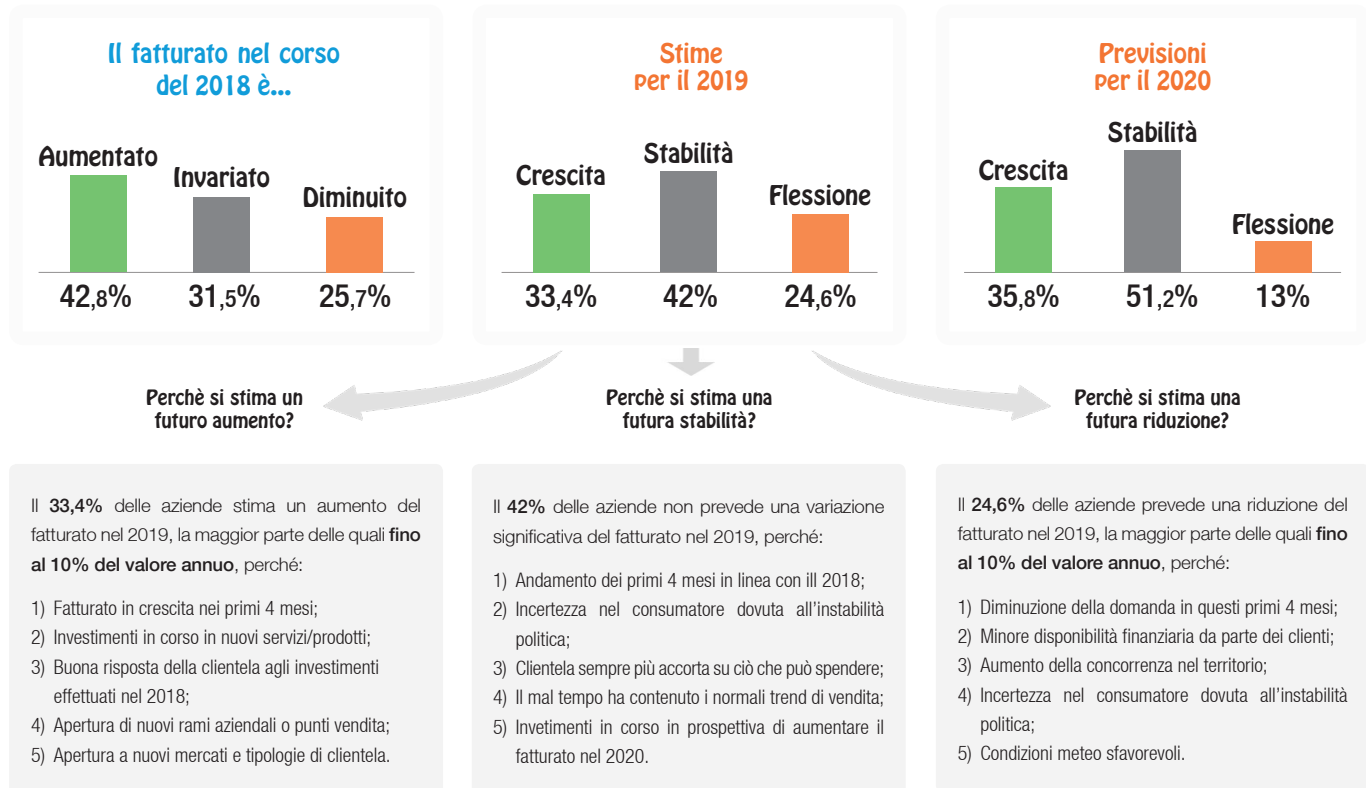 Il fatturato nel corso
del 2018 è...
Aumentato
Invariato
Diminuito
42,8%
31,5%
25,7%
Stime
per il 2019
Crescita
Stabilità
Flessione
33,4%
42%
24,6%
Previsioni
per il 2020
Crescita
Stabilità
Flessione
35,8%
51,2%
13%
Perchè si stima un
futuro aumento?
Perchè si stima una
futura stabilità?
Perchè si stima una
futura riduzione?
Il 33,4% delle aziende stima un aumento del
fatturato nel 2019, la maggior parte delle quali fino
al 10% del valore annuo, perché:
1) Fatturato in crescita nei primi 4 mesi;
2) Investimenti in corso in nuovi servizi/prodotti;
3) Buona risposta della clientela agli investimenti
effettuati nel 2018;
4) Apertura di nuovi rami aziendali o punti vendita;
5) Apertura a nuovi mercati e tipologie di clientela.
Il 42% delle aziende non prevede una variazione
significativa del fatturato nel 2019, perché:
1) Andamento dei primi 4 mesi in linea con ill 2018;
2) Incertezza nel consumatore dovuta all'instabilità
politica;
3) Clientela sempre più accorta su ciò che può spendere;
4) Il mal tempo ha contenuto i normali trend di vendita;
5) Invetimenti in corso in prospettiva di aumentare il
fatturato nel 2020.
Il 24,6% delle aziende prevede una riduzione del
fatturato nel 2019, la maggior parte delle quali fino
al 10% del valore annuo, perché:
1) Diminuzione della domanda in questi primi 4 mesi;
2) Minore disponibilità finanziaria da parte dei clienti;
3) Aumento della concorrenza nel territorio;
4) Incertezza nel consumatore dovuta all'instabilità
politica;
5) Condizioni meteo sfavorevoli.